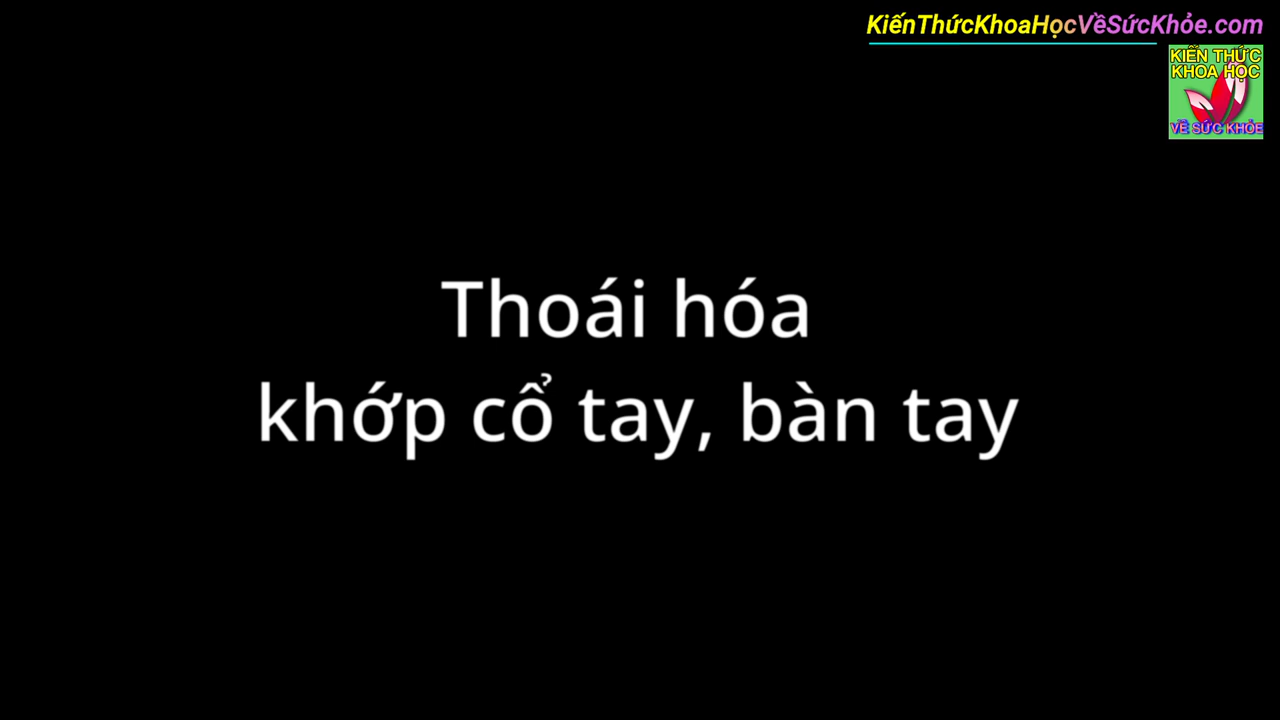 KiếnThứcKhoaHọcVềSứcKhỏe.com
KIẾN THỨC
KHOA HỌC
VỀ SỨC KHỎE
Thoái hóa
khớp cổ tay, bàn tay